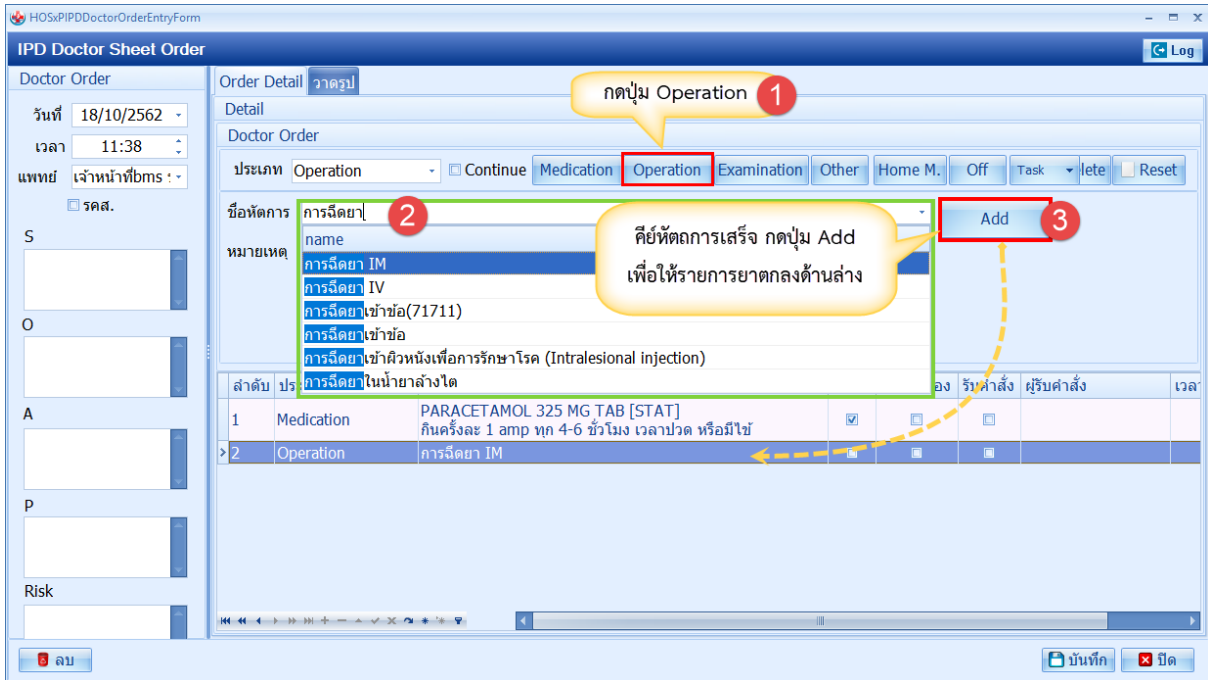 HOSxPIPDDoctorOrderEntryForm
IPD Doctor Sheet Order
Log
Doctor Order
วันที่ 18/10/2562
เวลา 11:38
แพทย์ เจ้าหน้าที่bms
รคส.
S
O
A
P
Risk
Order Detail วาดรูป
Detail
Doctor Order
กดปุ่ม Operation 1
ประเภท Operation Continue Medication Operation Examination Other Home M. Off Task lete Reset
ชื่อหัตการ การฉีดยา 2
Add 3
หมายเหตุ
name
การฉีดยา IM
การฉีดยา IV
การฉีดยาเข้าข้อ(71711)
การฉีดยาเข้าข้อ
การฉีดยาเข้าผิวหนังเพื่อการรักษาโรค (Intralesional injection)
การฉีดยาในน้ำยาล้างไต
คีย์หัตถการเสร็จ กดปุ่ม Add
เพื่อให้รายการยาตกลงด้านล่าง
ลำดับ ประ อง รับคำสั่ง ผู้รับคำสั่ง เวลา
1 Medication PARACETAMOL 325 MG TAB [STAT]
กินครั้งละ 1 amp ทุก 4-6 ชั่วโมง เวลาปวด หรือมีไข้
2 Operation การฉีดยา IM
ลบ
บันทึก ปิด